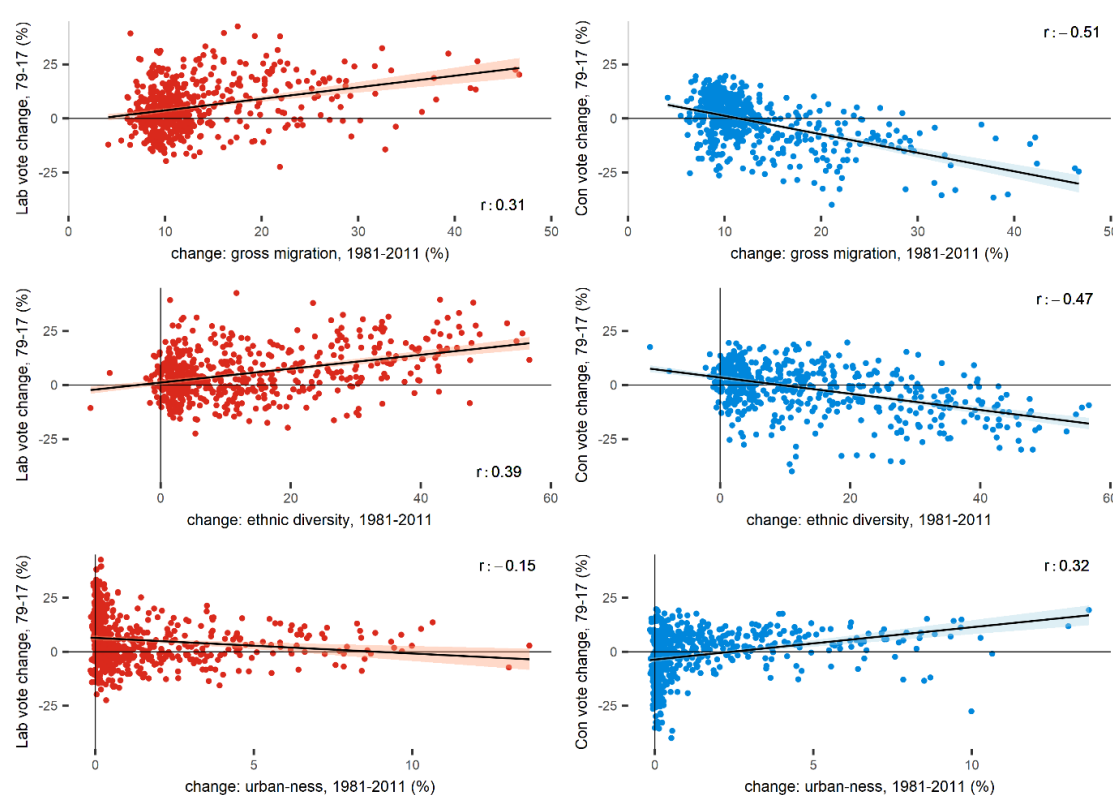 Lab vote change, 79-17 (%)
25
0
-25
r : 0.31
0 10 20 30 40 50
change: gross migration, 1981-2011 (%)
Con vote change, 79-17 (%)
25
0
-25
r : − 0.51
0 10 20 30 40 50
change: gross migration, 1981-2011 (%)
Lab vote change, 79-17 (%)
25
0
-25
r : 0.39
0 20 40 60
change: ethnic diversity, 1981-2011
Con vote change, 79-17 (%)
25
0
-25
r : − 0.47
0 20 40 60
change: ethnic diversity, 1981-2011
Lab vote change, 79-17 (%)
25
0
-25
r : − 0.15
0 5 10
change: urban-ness, 1981-2011 (%)
Con vote change, 79-17 (%)
25
0
-25
r : 0.32
0 5 10
change: urban-ness, 1981-2011 (%)